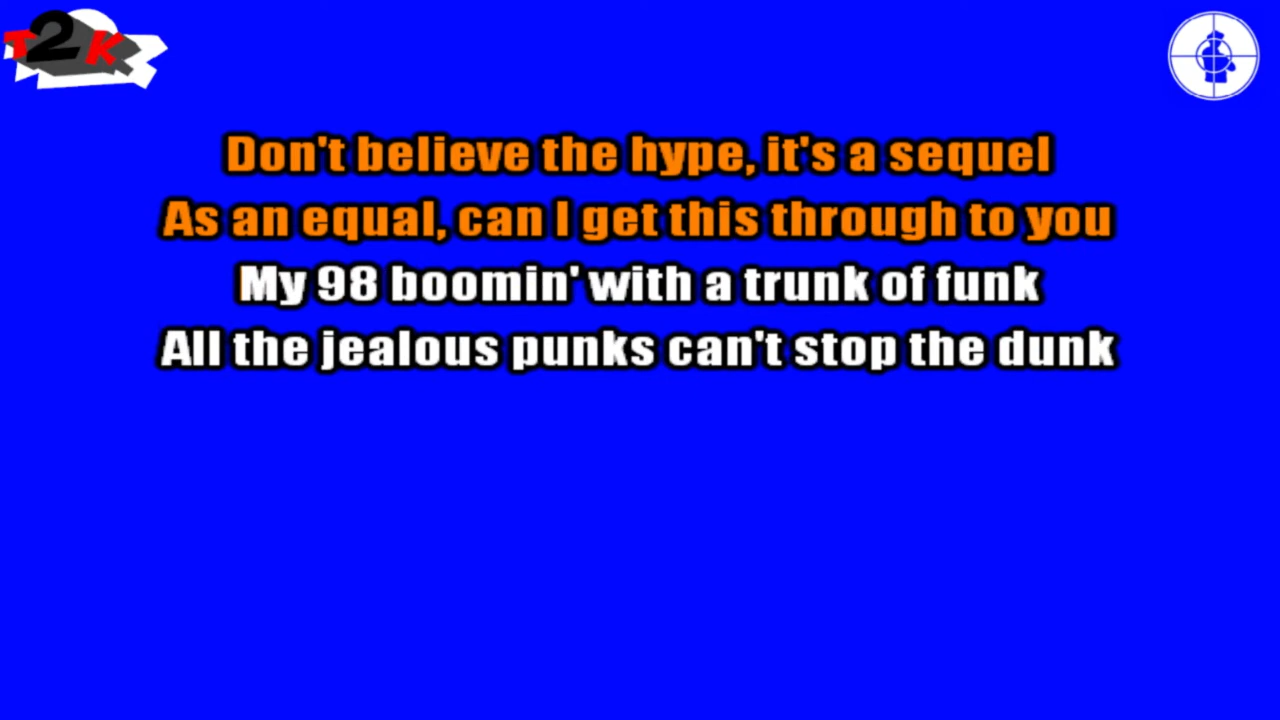 T2K
Don't believe the hype, it's a sequel
As an equal, can I get this through to you
My 98 boomin' with a trunk of funk
All the jealous punks can't stop the dunk